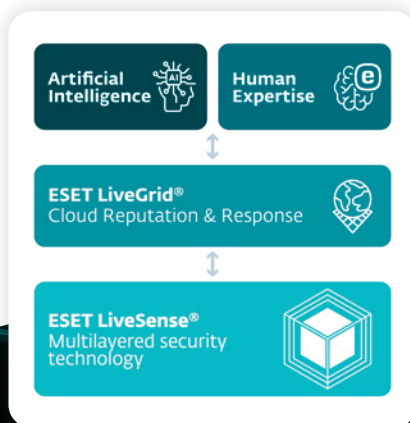 Artificial
Intelligence
AI
Human
Expertise
e
ESET LiveGrid®
Cloud Reputation & Response
ESET LiveSense®
Multilayered security
technology